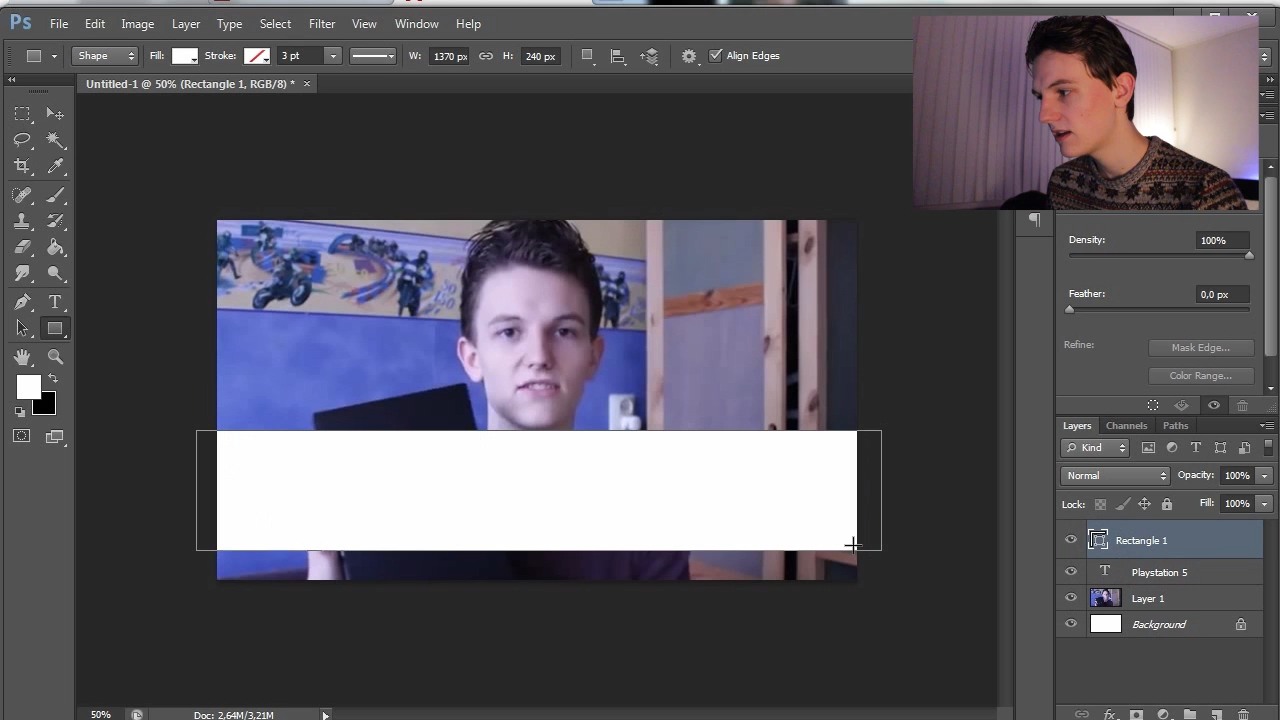 Ps File Edit Image Layer Type Select Filter View Window Help
Shape Fill: Stroke: 3 pt W: 1370 px H: 240 px Align Edges
Untitled-1 @ 50% (Rectangle 1, RGB/8) * ×
Density: 100%
Feather: 0,0 px
Refine: Mask Edge...
Color Range...
Layers Channels Paths
Kind
Normal Opacity: 100%
Lock: Fill: 100%
Rectangle 1
T Playstation 5
Layer 1
Background
50% Doc: 2,64M/3,21M fx